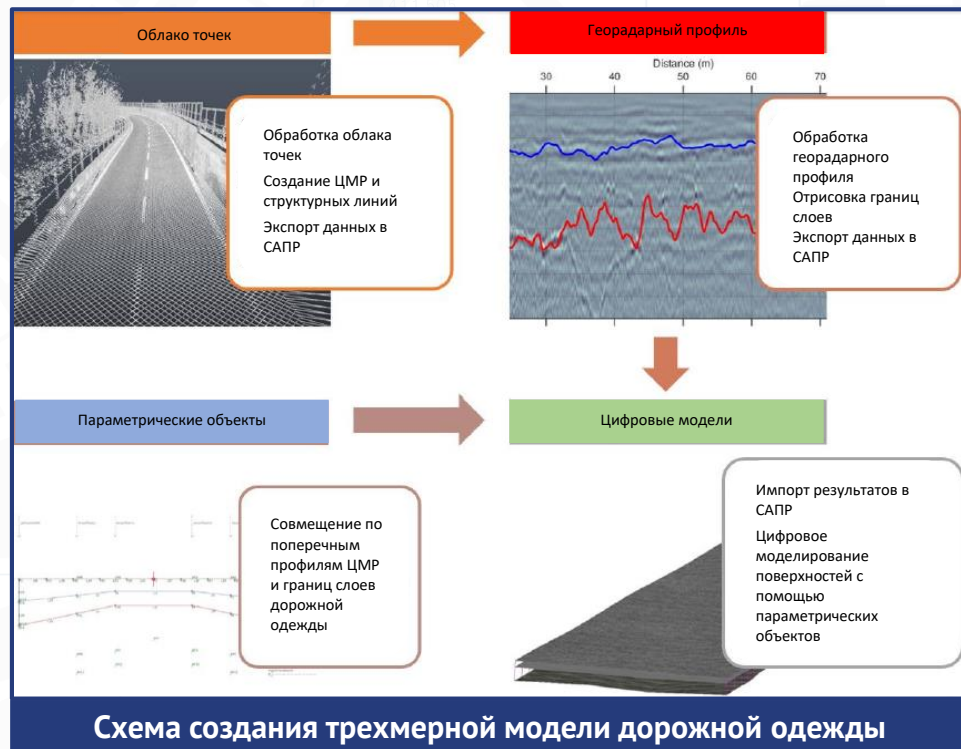 Облако точек
Георадарный профиль
Distance (m)
30 40 50 60 70
Обработка облака
точек
Создание ЦМР и
структурных линий
Экспорт данных в
САПР
Обработка
георадарного
профиля
Отрисовка границ
слоев
Экспорт данных в
САПР
Параметрические объекты
Цифровые модели
Совмещение по
поперечным
профилям ЦМР
и границ слоев
дорожной
одежды
Импорт результатов в
САПР
Цифровое
моделирование
поверхностей с
помощью
параметрических
объектов
Схема создания трехмерной модели дорожной одежды